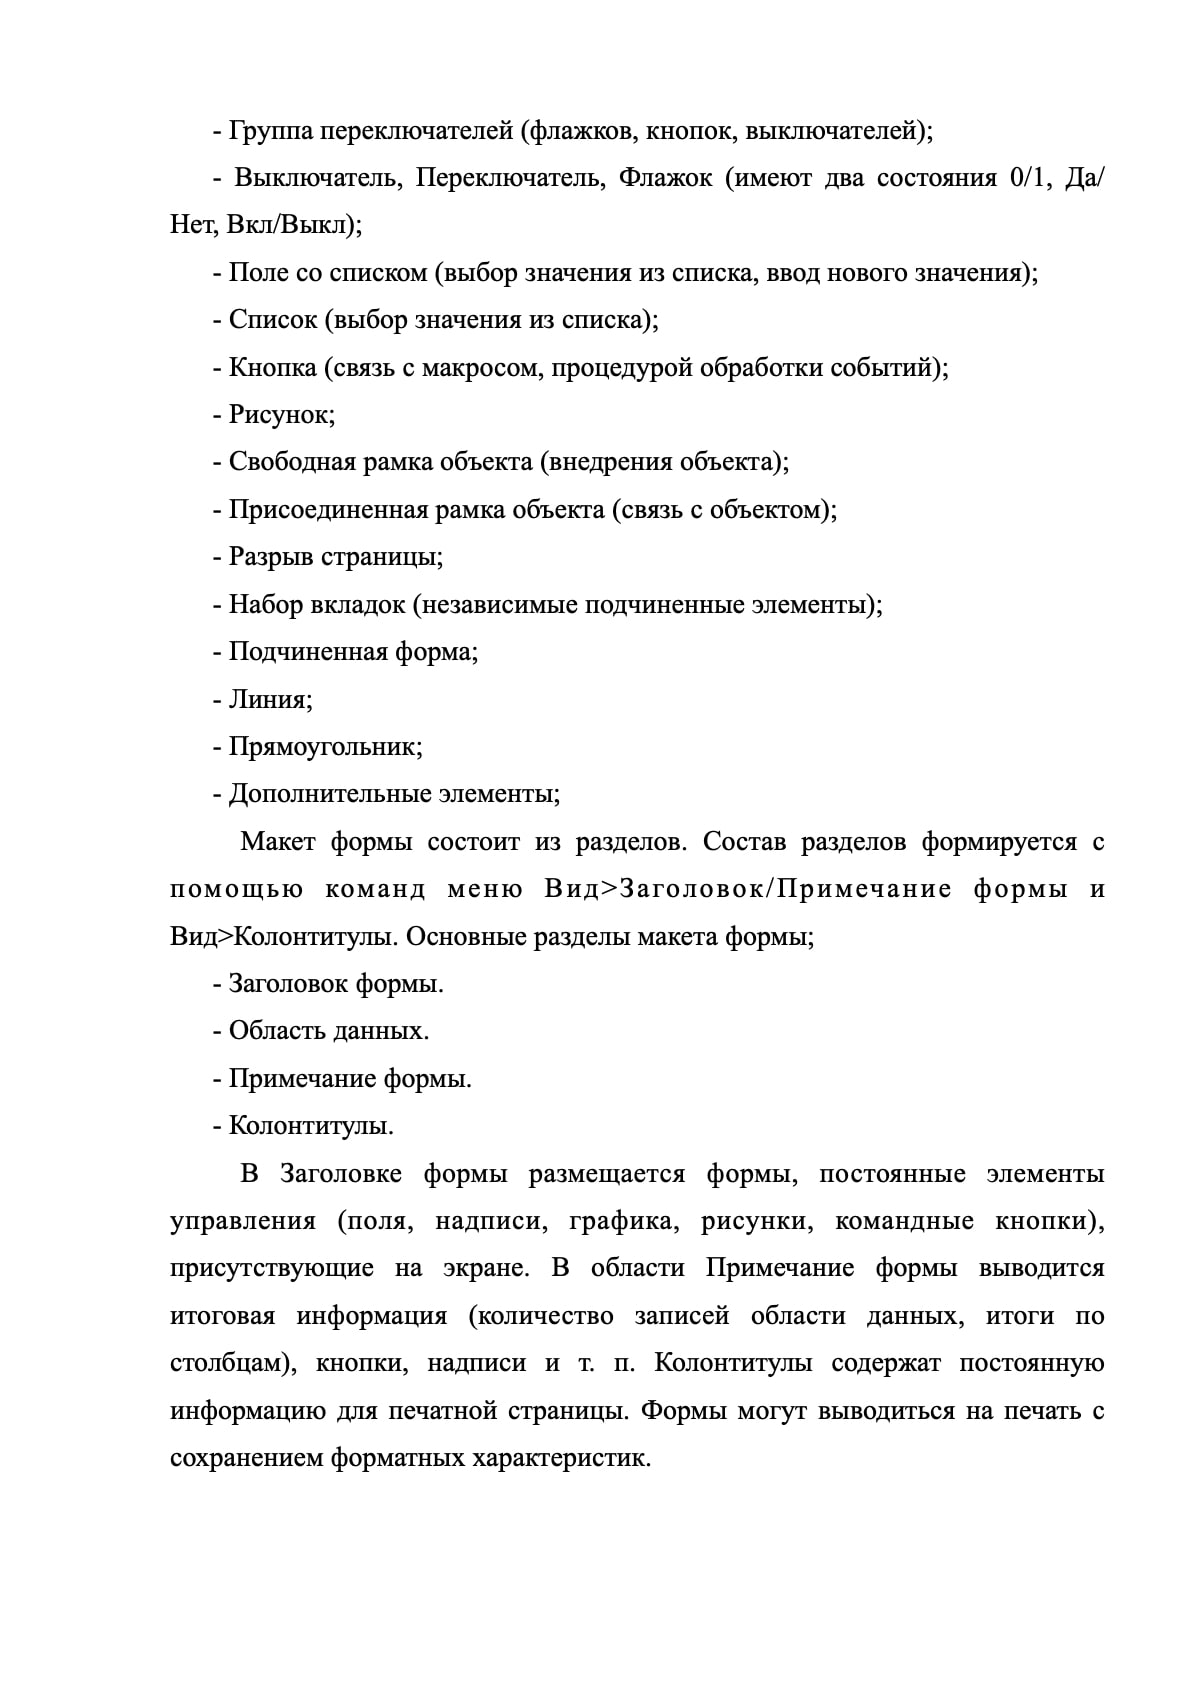 - Группа переключателей (флажков, кнопок, выключателей);
- Выключатель, Переключатель, Флажок (имеют два состояния 0/1, Да/
Нет, Вкл/Выкл);
- Поле со списком (выбор значения из списка, ввод нового значения);
- Список (выбор значения из списка);
- Кнопка (связь с макросом, процедурой обработки событий);
- Рисунок;
- Свободная рамка объекта (внедрения объекта);
- Присоединенная рамка объекта (связь с объектом);
- Разрыв страницы;
- Набор вкладок (независимые подчиненные элементы);
- Подчиненная форма;
- Линия;
- Прямоугольник;
- Дополнительные элементы;
Макет формы состоит из разделов. Состав разделов формируется с
помощью команд меню Вид>Заголовок/Примечание формы и
Вид>Колонтитулы. Основные разделы макета формы;
- Заголовок формы.
- Область данных.
- Примечание формы.
- Колонтитулы.
В Заголовке формы размещается формы, постоянные элементы
управления (поля, надписи, графика, рисунки, командные кнопки),
присутствующие на экране. В области Примечание формы выводится
итоговая информация (количество записей области данных, итоги по
столбцам), кнопки, надписи и т. п. Колонтитулы содержат постоянную
информацию для печатной страницы. Формы могут выводиться на печать с
сохранением форматных характеристик.